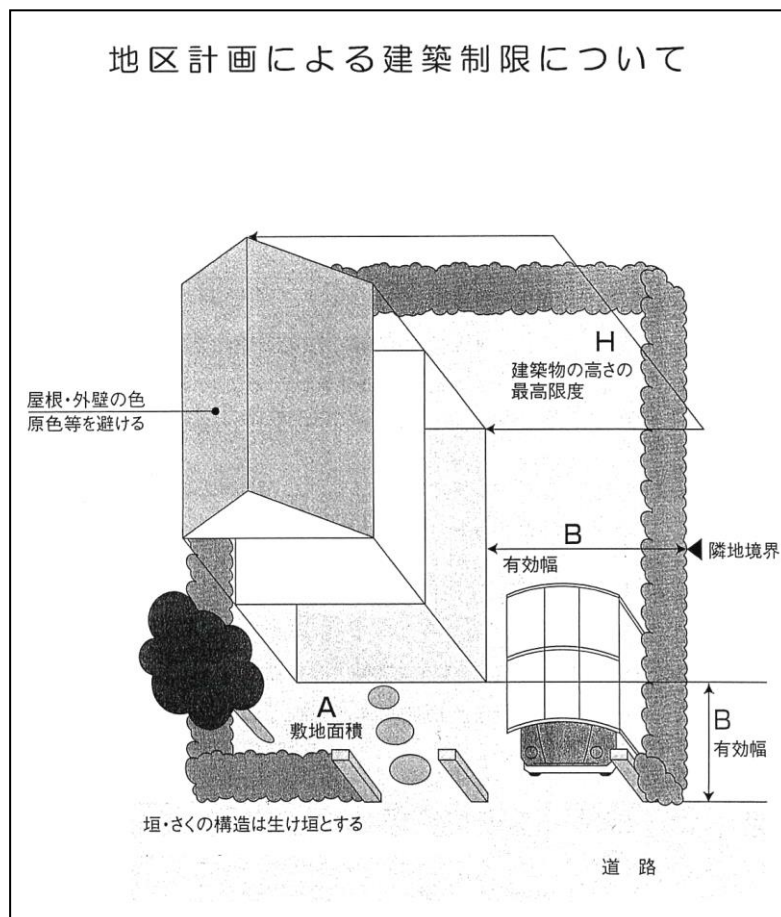 地区計画による建築制限について
H
建築物の高さの
最高限度
屋根・外壁の色
原色等を避ける
B
有効幅
隣地境界
A
敷地面積
B
有効幅
垣・さくの構造は生け垣とする
道 路